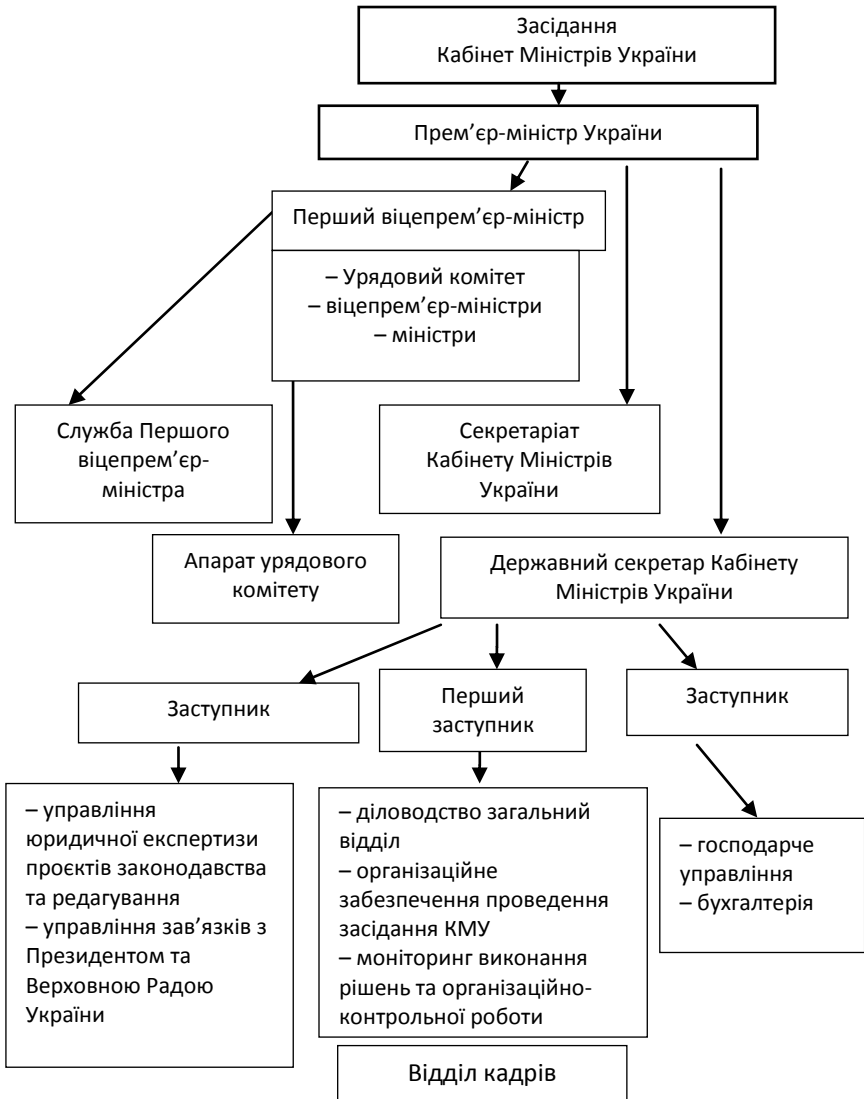 Засідання
Кабінет Міністрів України
Прем’єр-міністр України
Перший віцепрем’єр-міністр
– Урядовий комітет
– віцепрем’єр-міністри
– міністри
Служба Першого
віцепрем’єр-
міністра
Секретаріат
Кабінету Міністрів
України
Апарат урядового
комітету
Державний секретар Кабінету
Міністрів України
Заступник
Перший
заступник
Заступник
– управління
юридичної експертизи
проєктів законодавства
та редагування
– управління зав’язків з
Президентом та
Верховною Радою
України
– діловодство загальний
відділ
– організаційне
забезпечення проведення
засідання КМУ
– моніторинг виконання
рішень та організаційно-
контрольної роботи
– господарче
управління
– бухгалтерія
Відділ кадрів